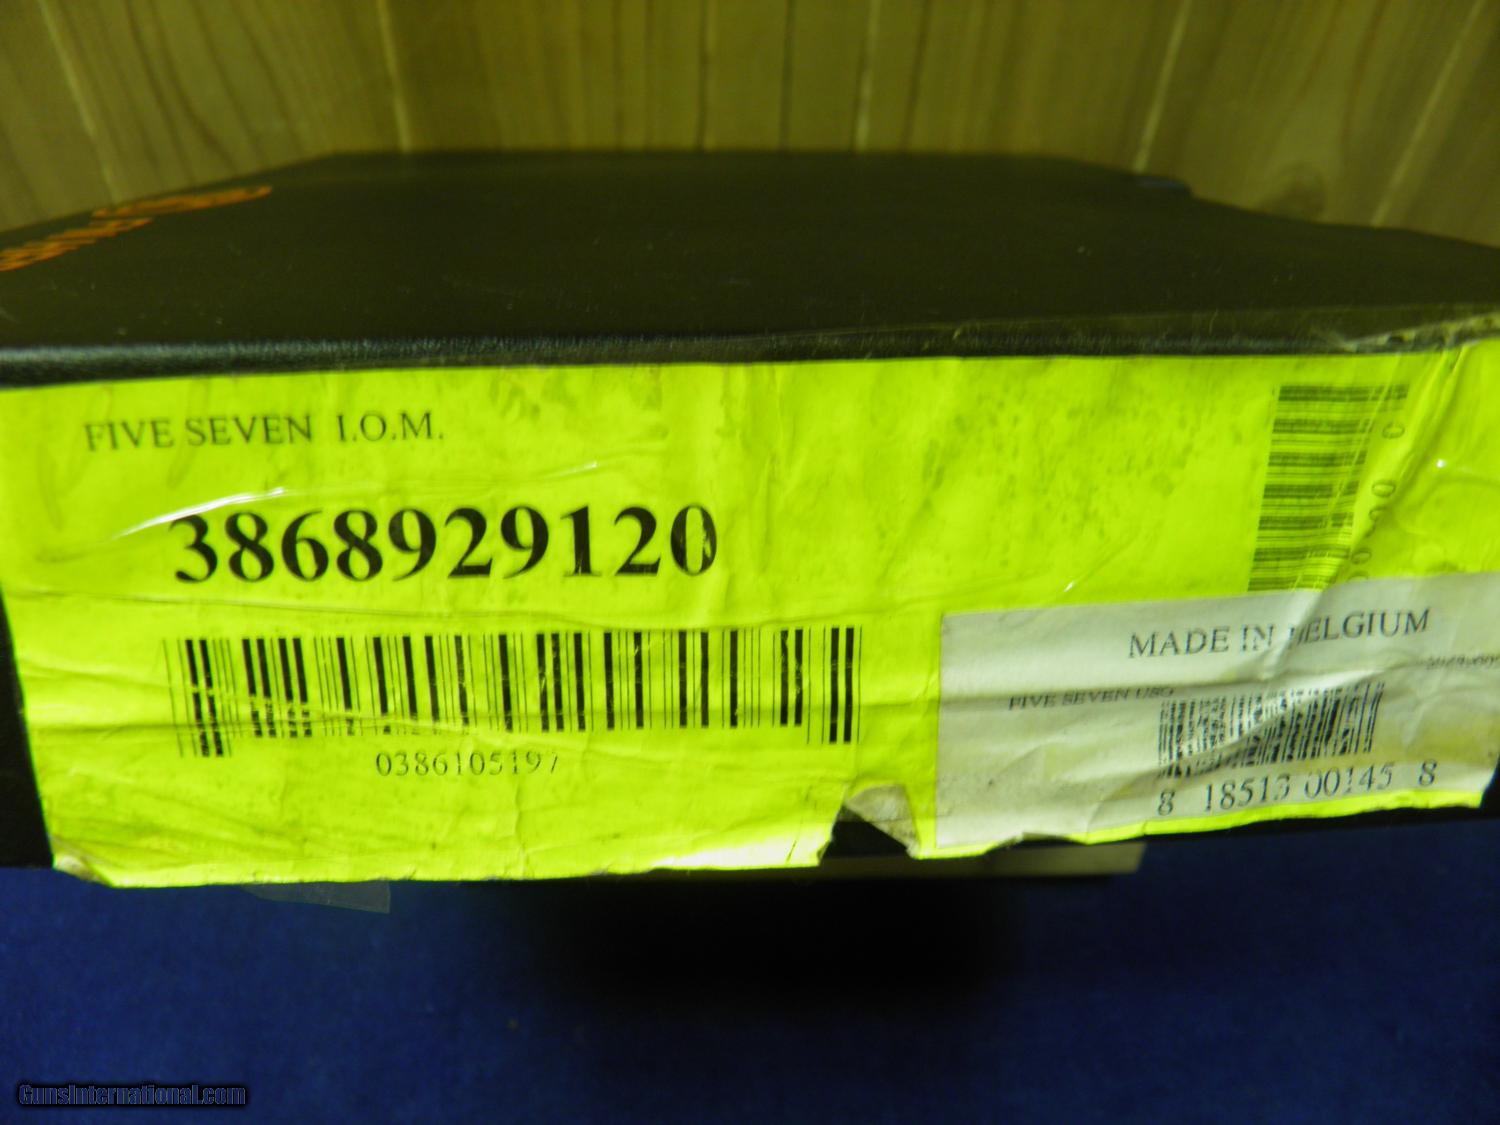 FIVE SEVEN I.O.M.
3868929120
0386105197
MADE IN BELGIUM
FIVE SEVEN USG
8 18513 00145 8
GunsInternational.com